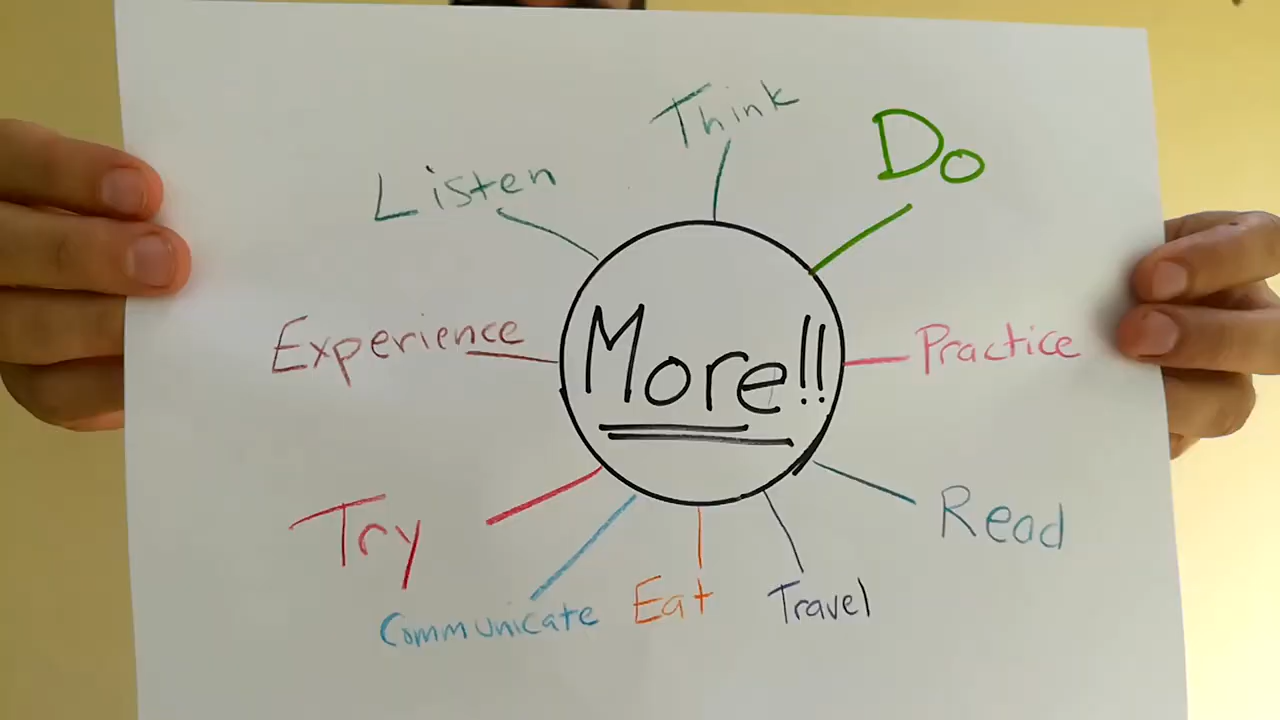 Think
Do
Listen
More!!
Experience
Practice
Try
Read
Communicate
Eat
Travel